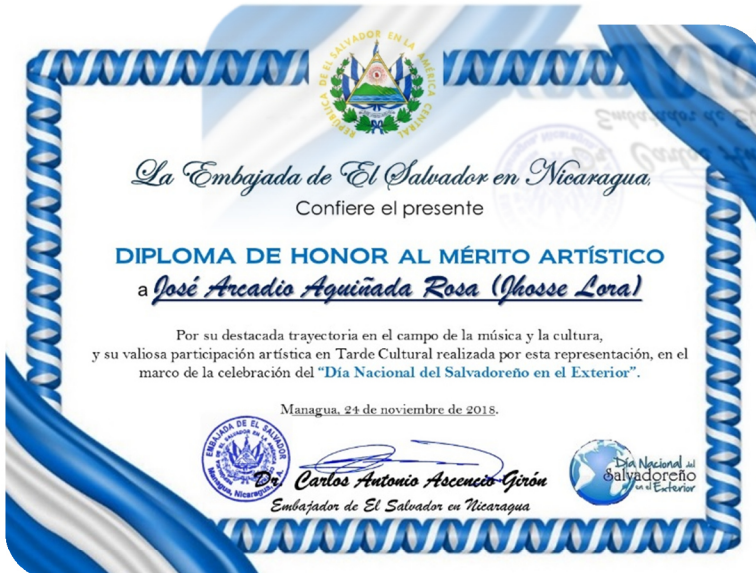 REPÚBLICA DE EL SALVADOR EN LA AMÉRICA CENTRAL
La Embajada de El Salvador en Nicaragua,
Confiere el presente
DIPLOMA DE HONOR AL MÉRITO ARTÍSTICO
a José Arcadio Aguiñada Rosa (Jhosse Lora)
Por su destacada trayectoria en el campo de la música y la cultura,
y su valiosa participación artística en Tarde Cultural realizada por esta representación, en el
marco de la celebración del “Día Nacional del Salvadoreño en el Exterior”.
Managua, 24 de noviembre de 2018.
EMBAJADA DE EL SALVADOR
Managua, Nicaragua, C.A.
Dr. Carlos Antonio Ascencio Girón
Embajador de El Salvador en Nicaragua
Día Nacional del
Salvadoreño
en el Exterior